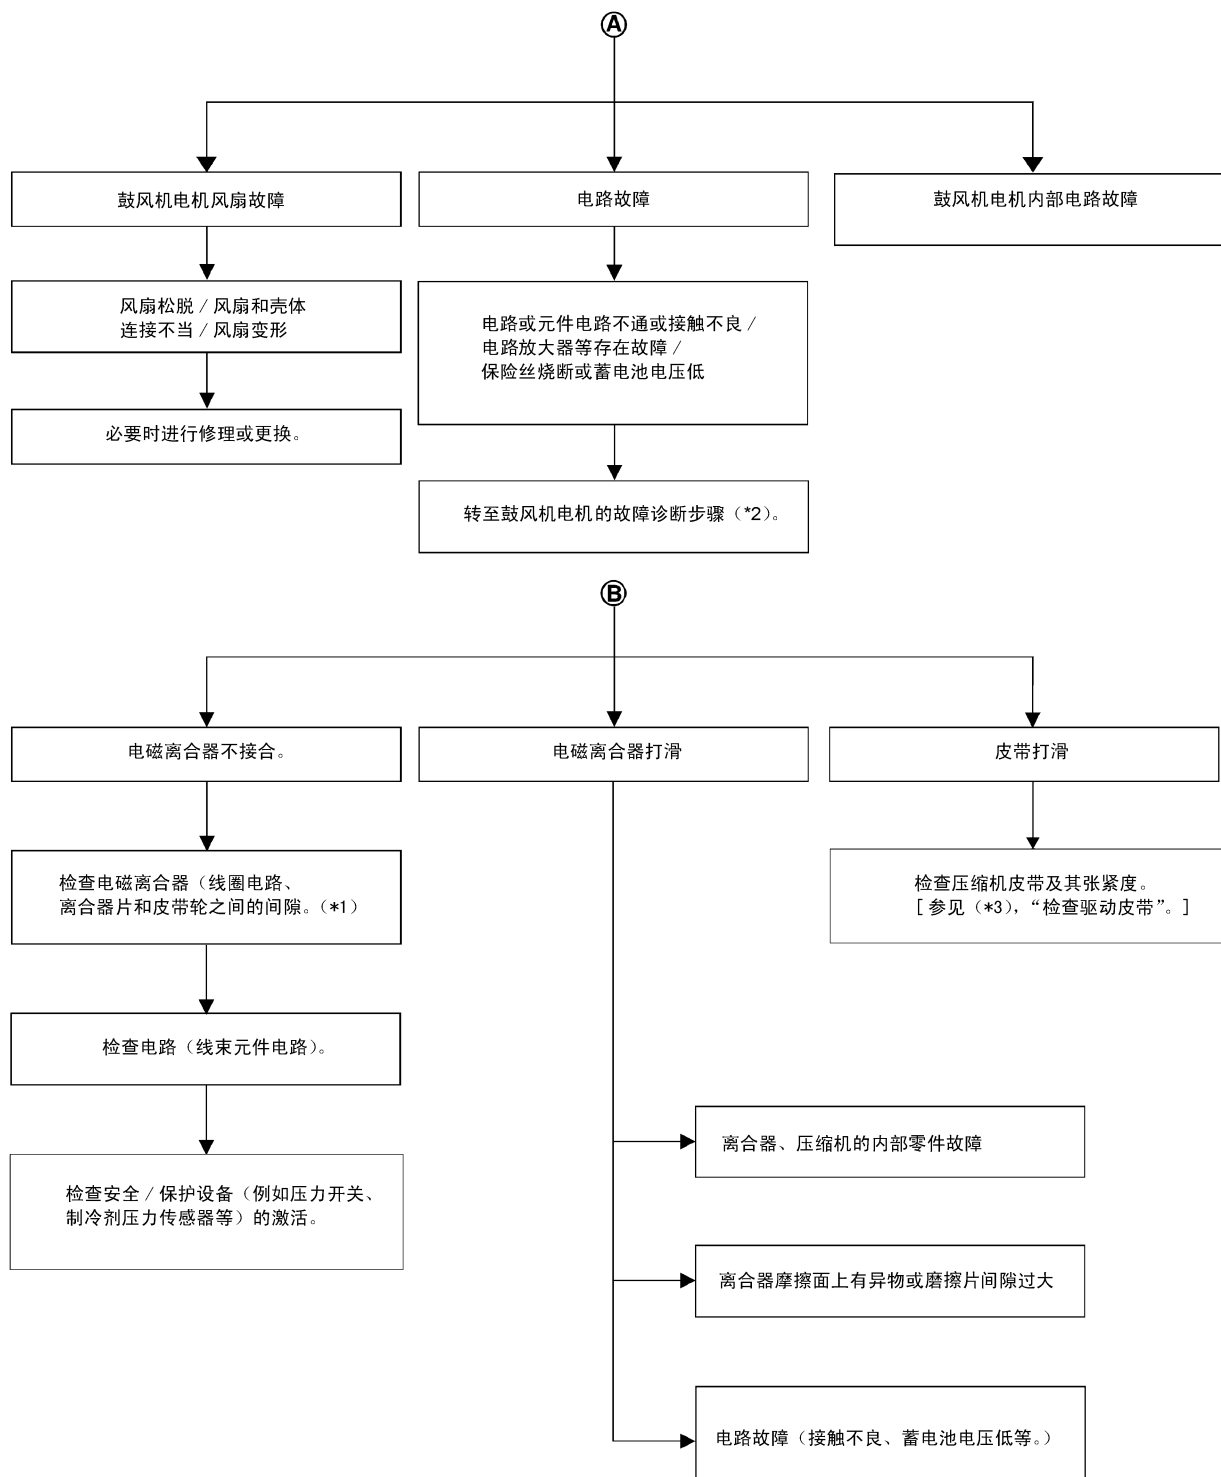 A
鼓风机电机风扇故障
电路故障
鼓风机电机内部电路故障
风扇松脱/风扇和壳体
连接不当/风扇变形
电路或元件电路不通或接触不良/
电路放大器等存在故障/
保险丝烧断或蓄电池电压低
必要时进行修理或更换。
转至鼓风机电机的故障诊断步骤（*2）。
B
电磁离合器不接合。
电磁离合器打滑
皮带打滑
检查电磁离合器（线圈电路、
离合器片和皮带轮之间的间隙。（*1）
检查压缩机皮带及其张紧度。
[参见（*3），“检查驱动皮带”。]
检查电路（线束元件电路）。
检查安全/保护设备（例如压力开关、
制冷剂压力传感器等）的激活。
离合器、压缩机的内部零件故障
离合器摩擦面上有异物或磨擦片间隙过大
电路故障（接触不良、蓄电池电压低等。）